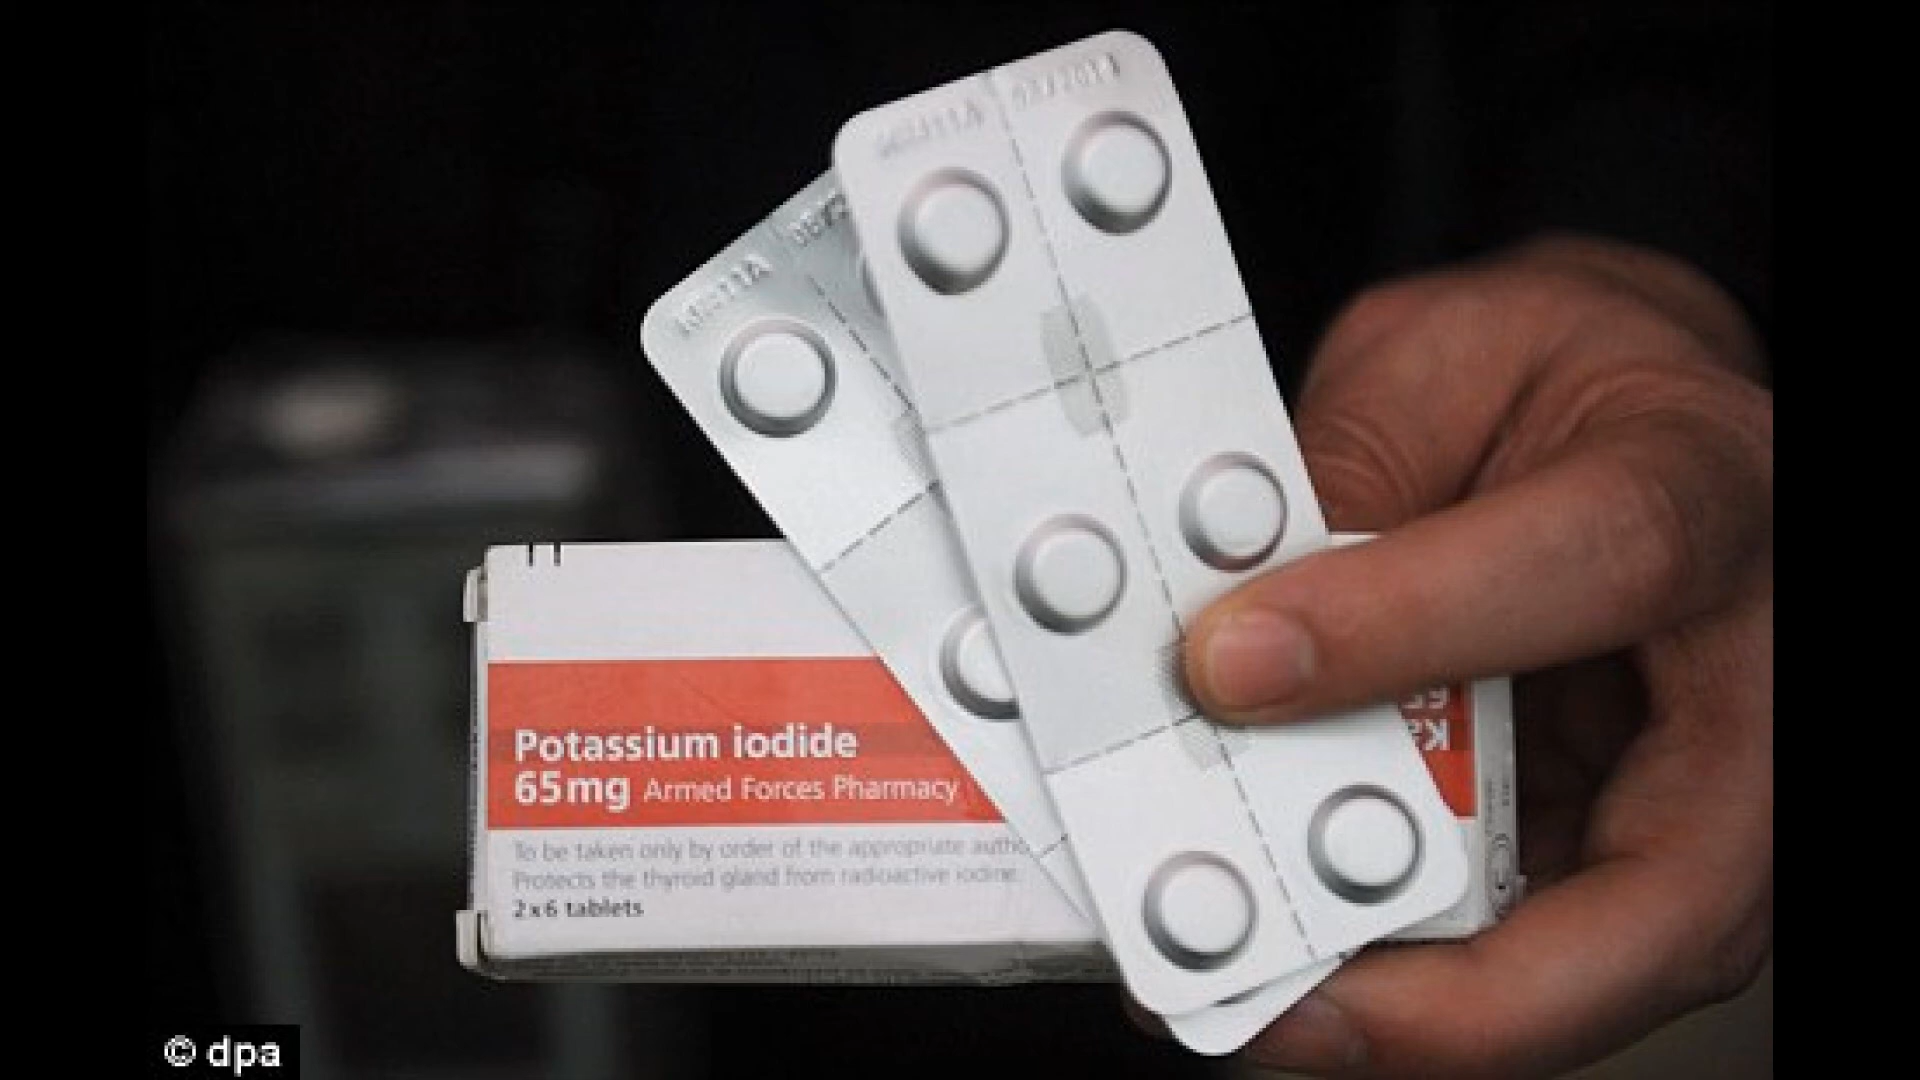 Potassium iodide
65mg Armed Forces Pharmacy
To be taken only by order of the appropriate
Protects the thyroid gland from radioactive iodine.
2x6 tablets
© dpa